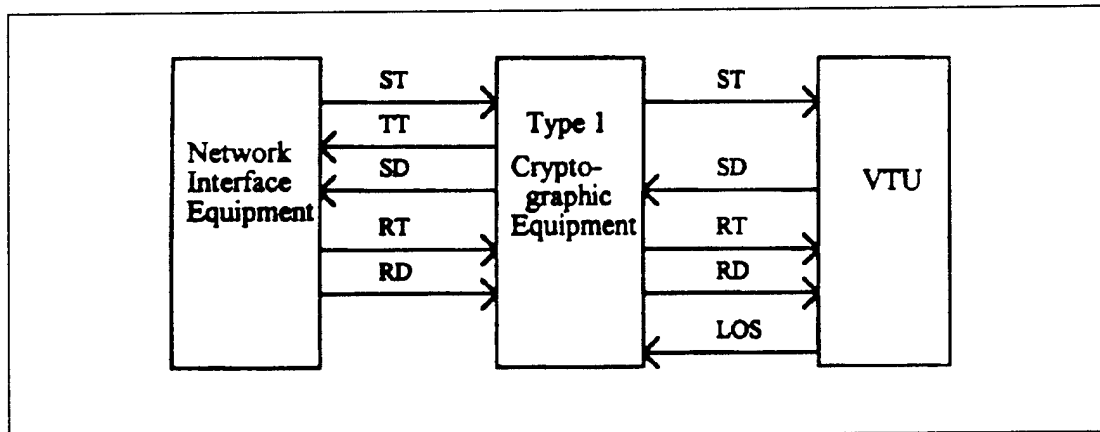 ST
TT
SD
RT
RD
Network
Interface
Equipment
Type 1
Crypto-
graphic
Equipment
ST
SD
RT
RD
LOS
VTU